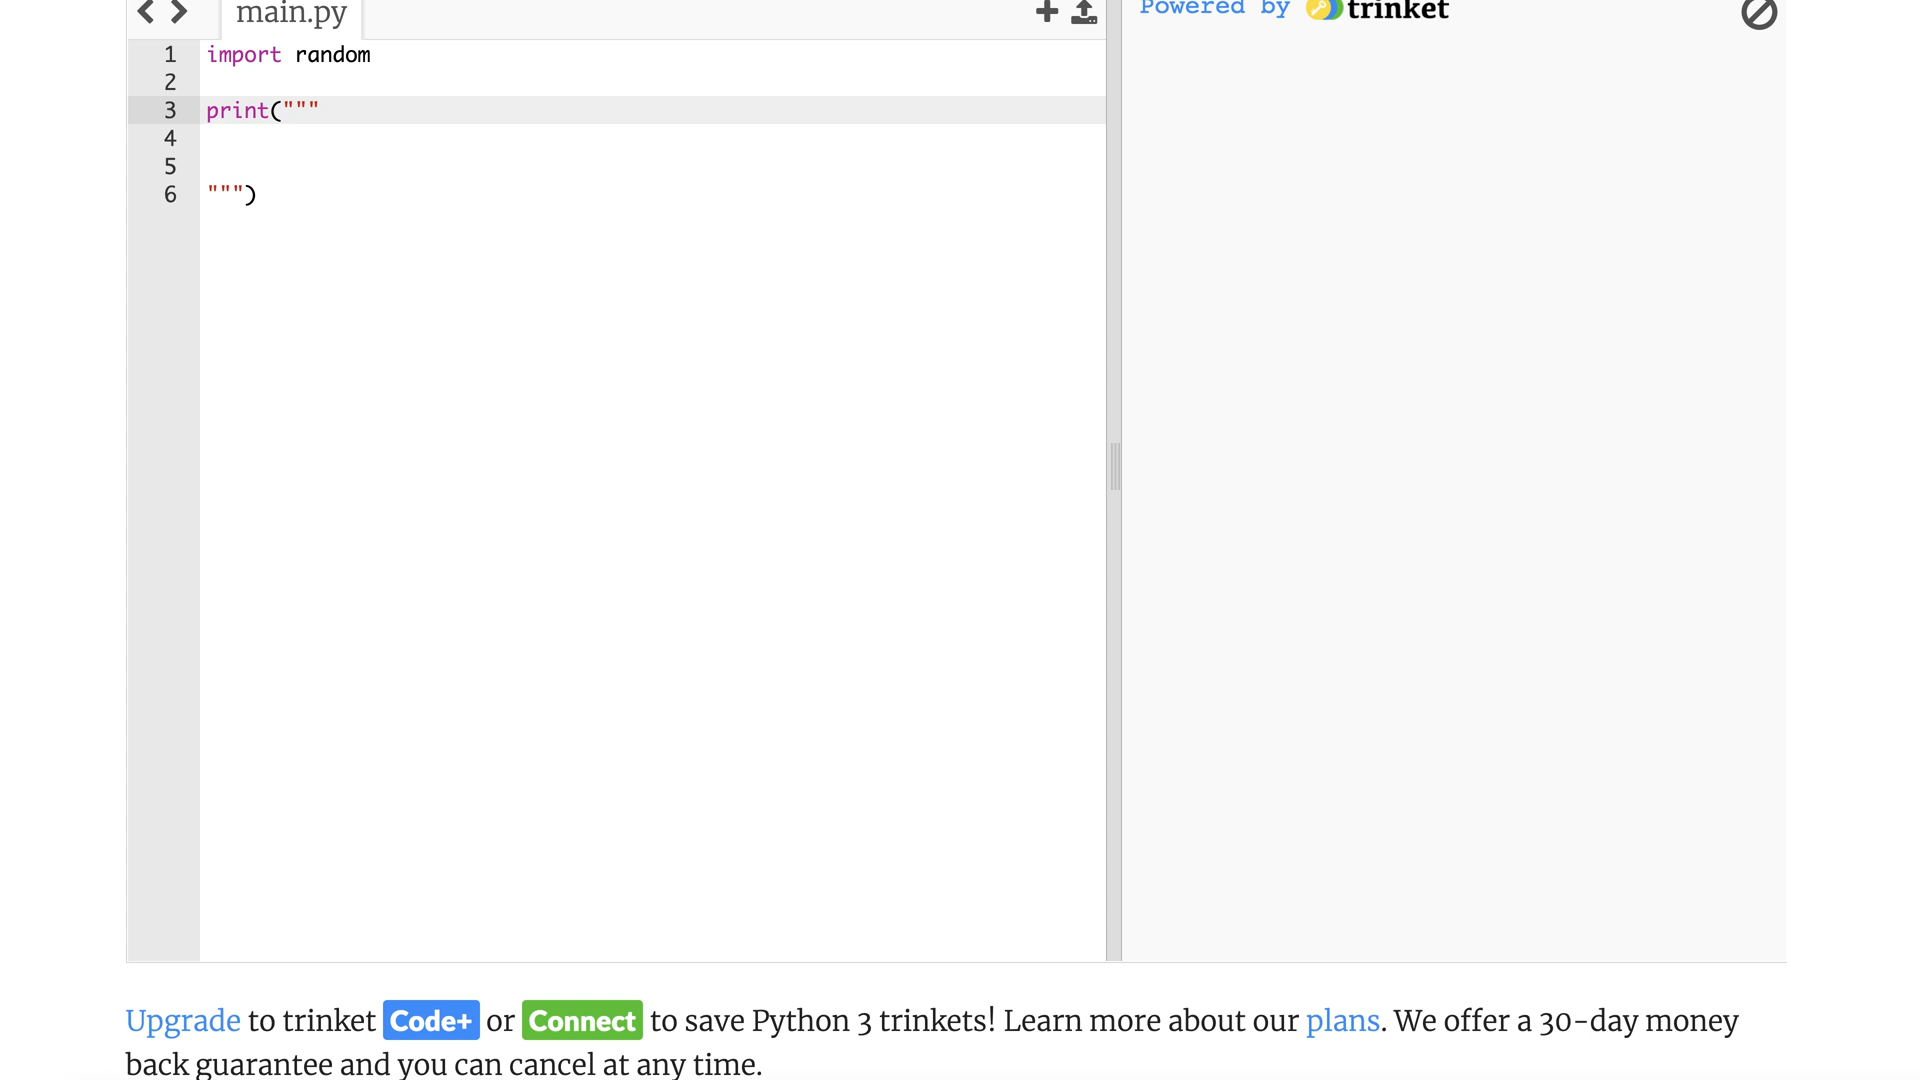 main.py
Powered by trinket
1 import random
2
3 print("""
4
5
6 """)
Upgrade to trinket Code+ or Connect to save Python 3 trinkets! Learn more about our plans. We offer a 30-day money
back guarantee and you can cancel at any time.